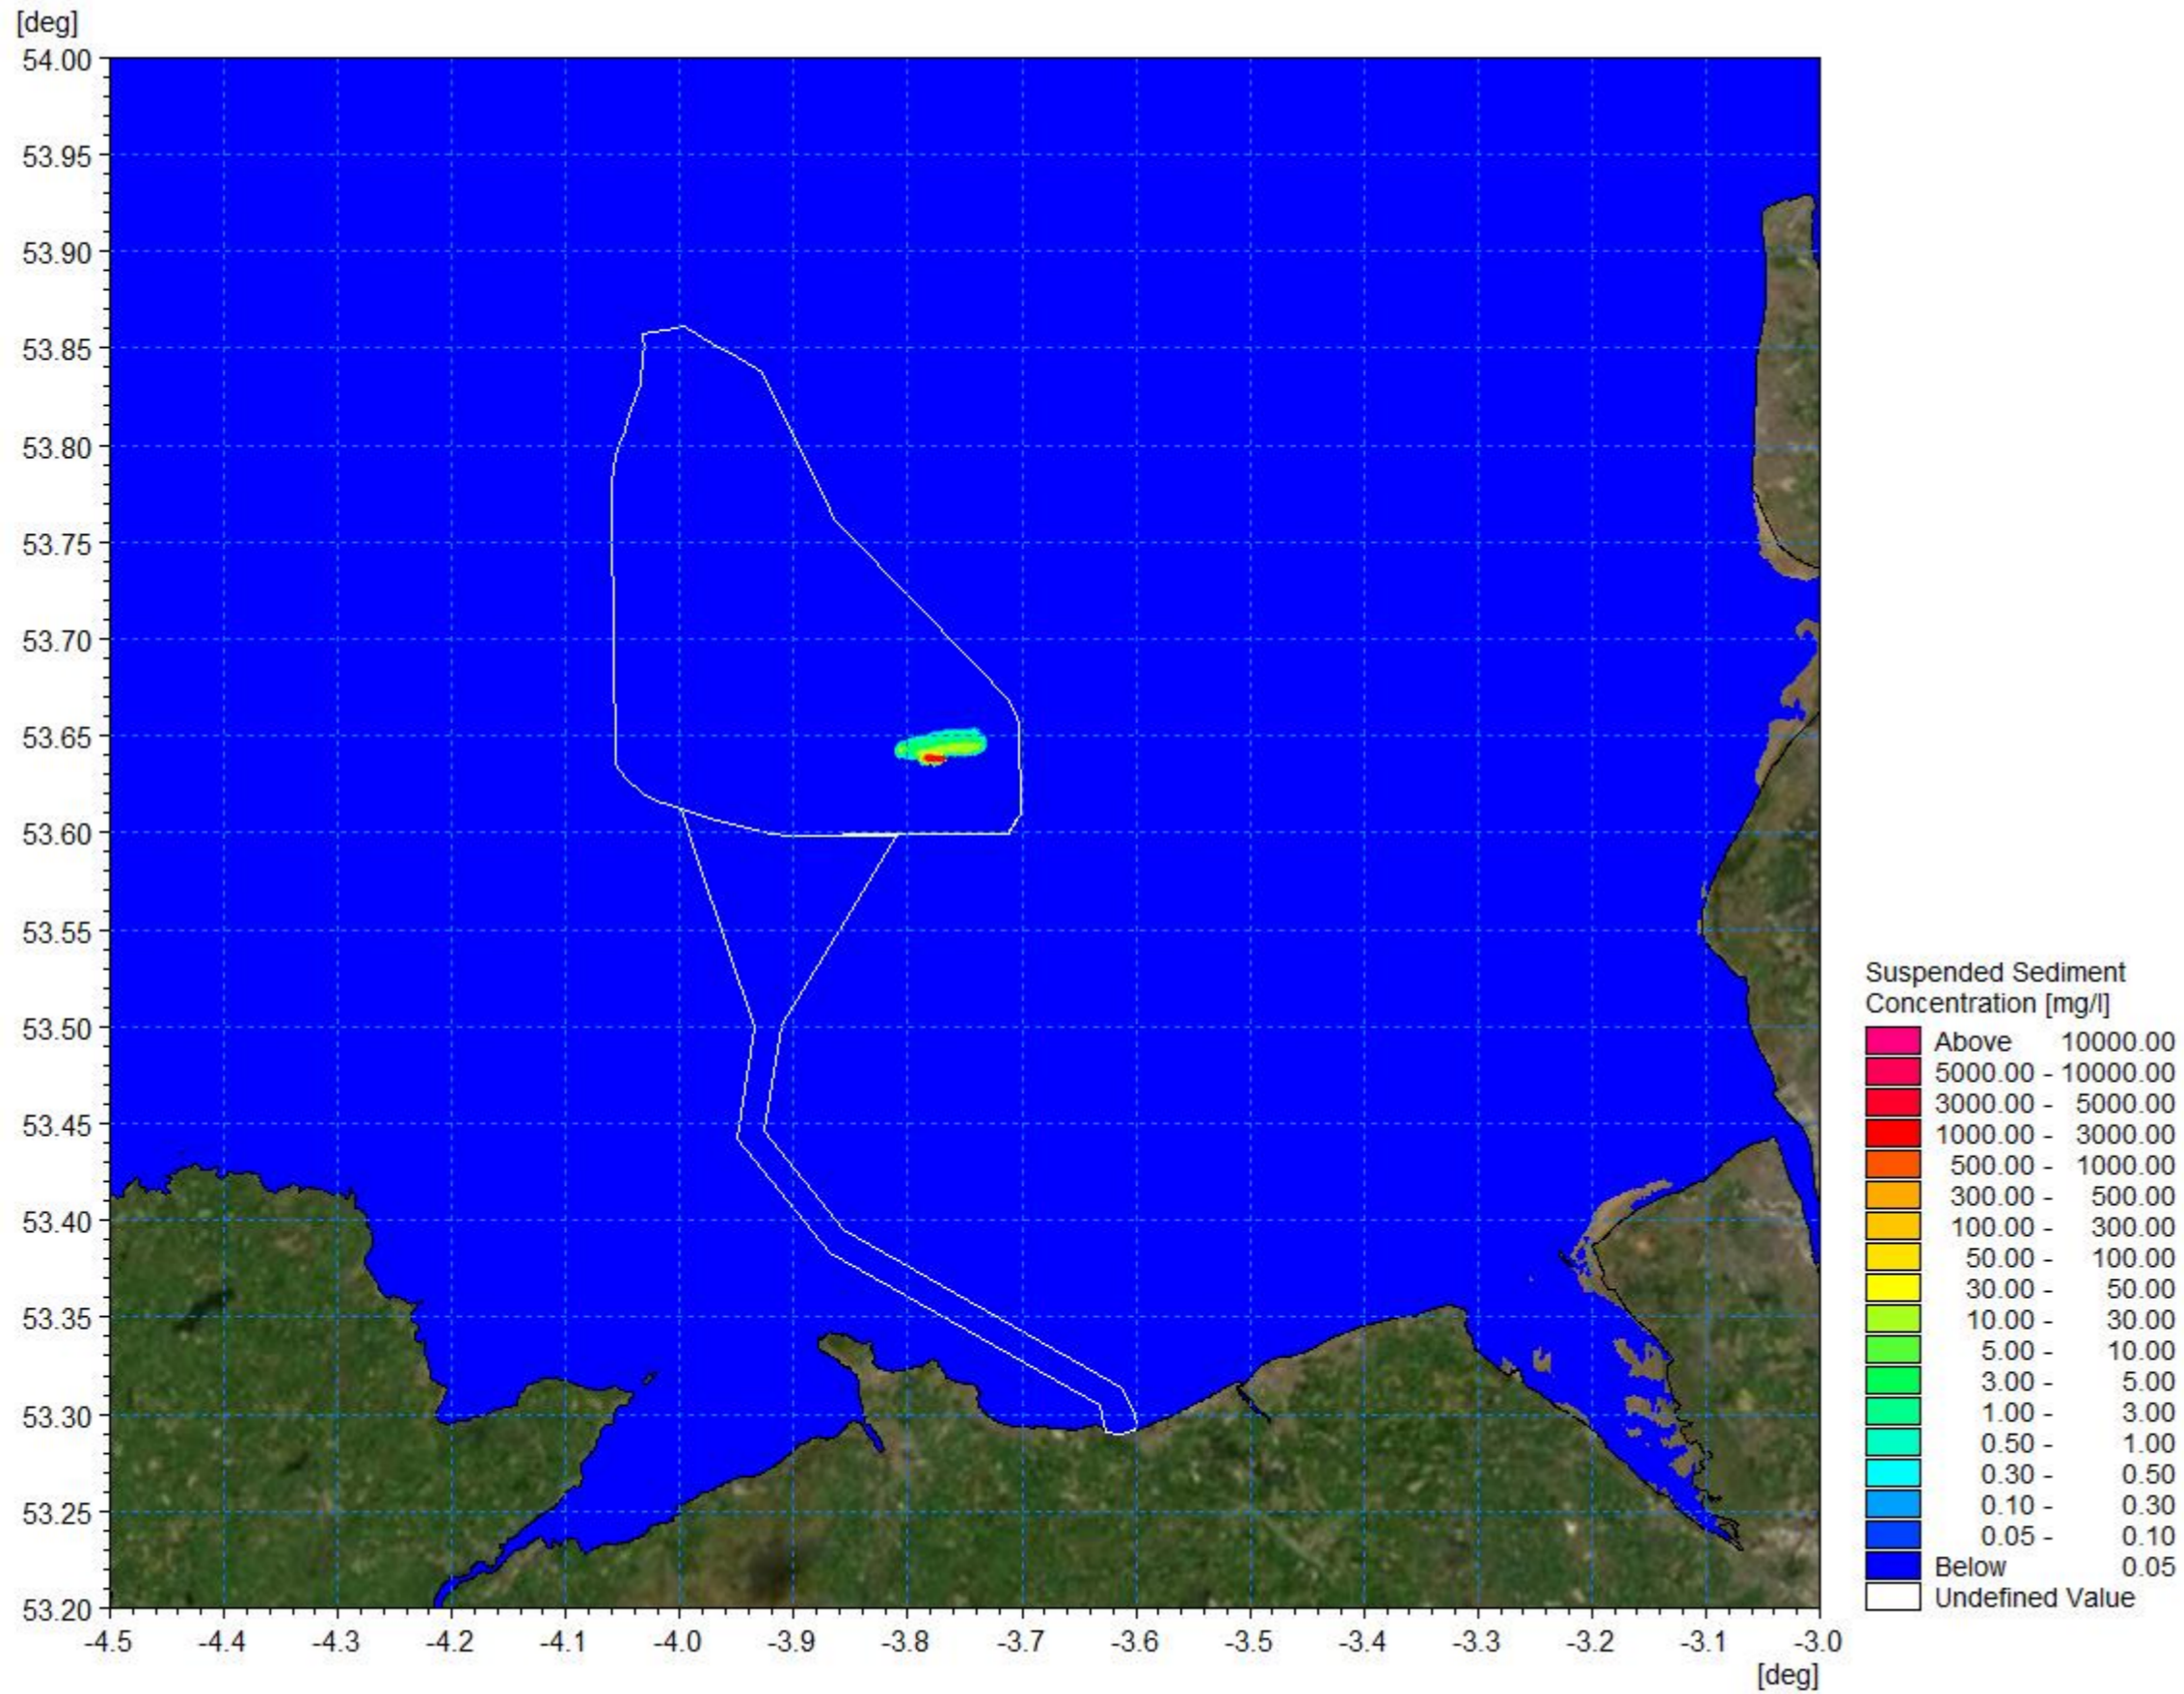 [deg]
54.00
53.95
53.90
53.85
53.80
53.75
53.70
53.65
53.60
53.55
53.50
53.45
53.40
53.35
53.30
53.25
53.20
-4.5 -4.4 -4.3 -4.2 -4.1 -4.0 -3.9 -3.8 -3.7 -3.6 -3.5 -3.4 -3.3 -3.2 -3.1 -3.0
[deg]
Suspended Sediment
Concentration [mg/l]
Above 10000.00
5000.00 - 10000.00
3000.00 - 5000.00
1000.00 - 3000.00
500.00 - 1000.00
300.00 - 500.00
100.00 - 300.00
50.00 - 100.00
30.00 - 50.00
10.00 - 30.00
5.00 - 10.00
3.00 - 5.00
1.00 - 3.00
0.50 - 1.00
0.30 - 0.50
0.10 - 0.30
0.05 - 0.10
Below 0.05
Undefined Value